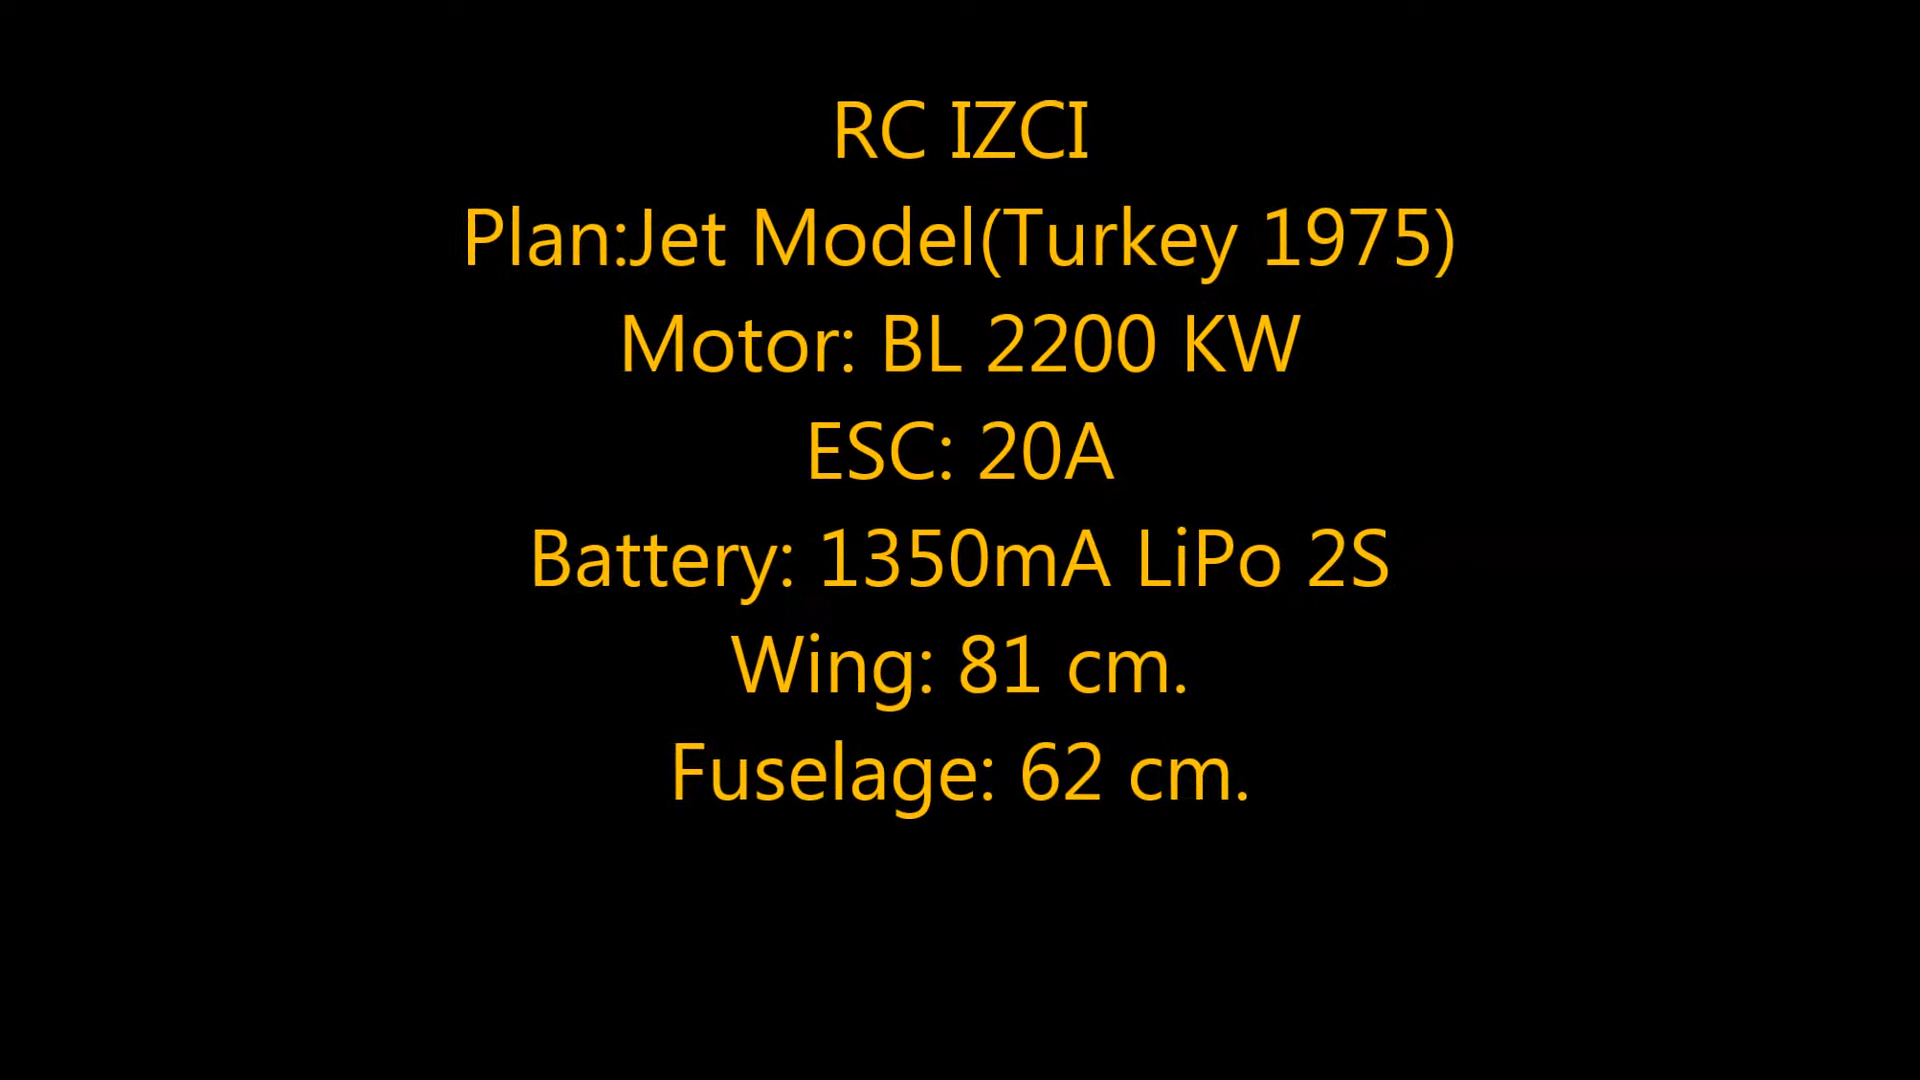 RC IZCI
Plan:Jet Model(Turkey 1975)
Motor: BL 2200 KW
ESC: 20A
Battery: 1350mA LiPo 2S
Wing: 81 cm.
Fuselage: 62 cm.